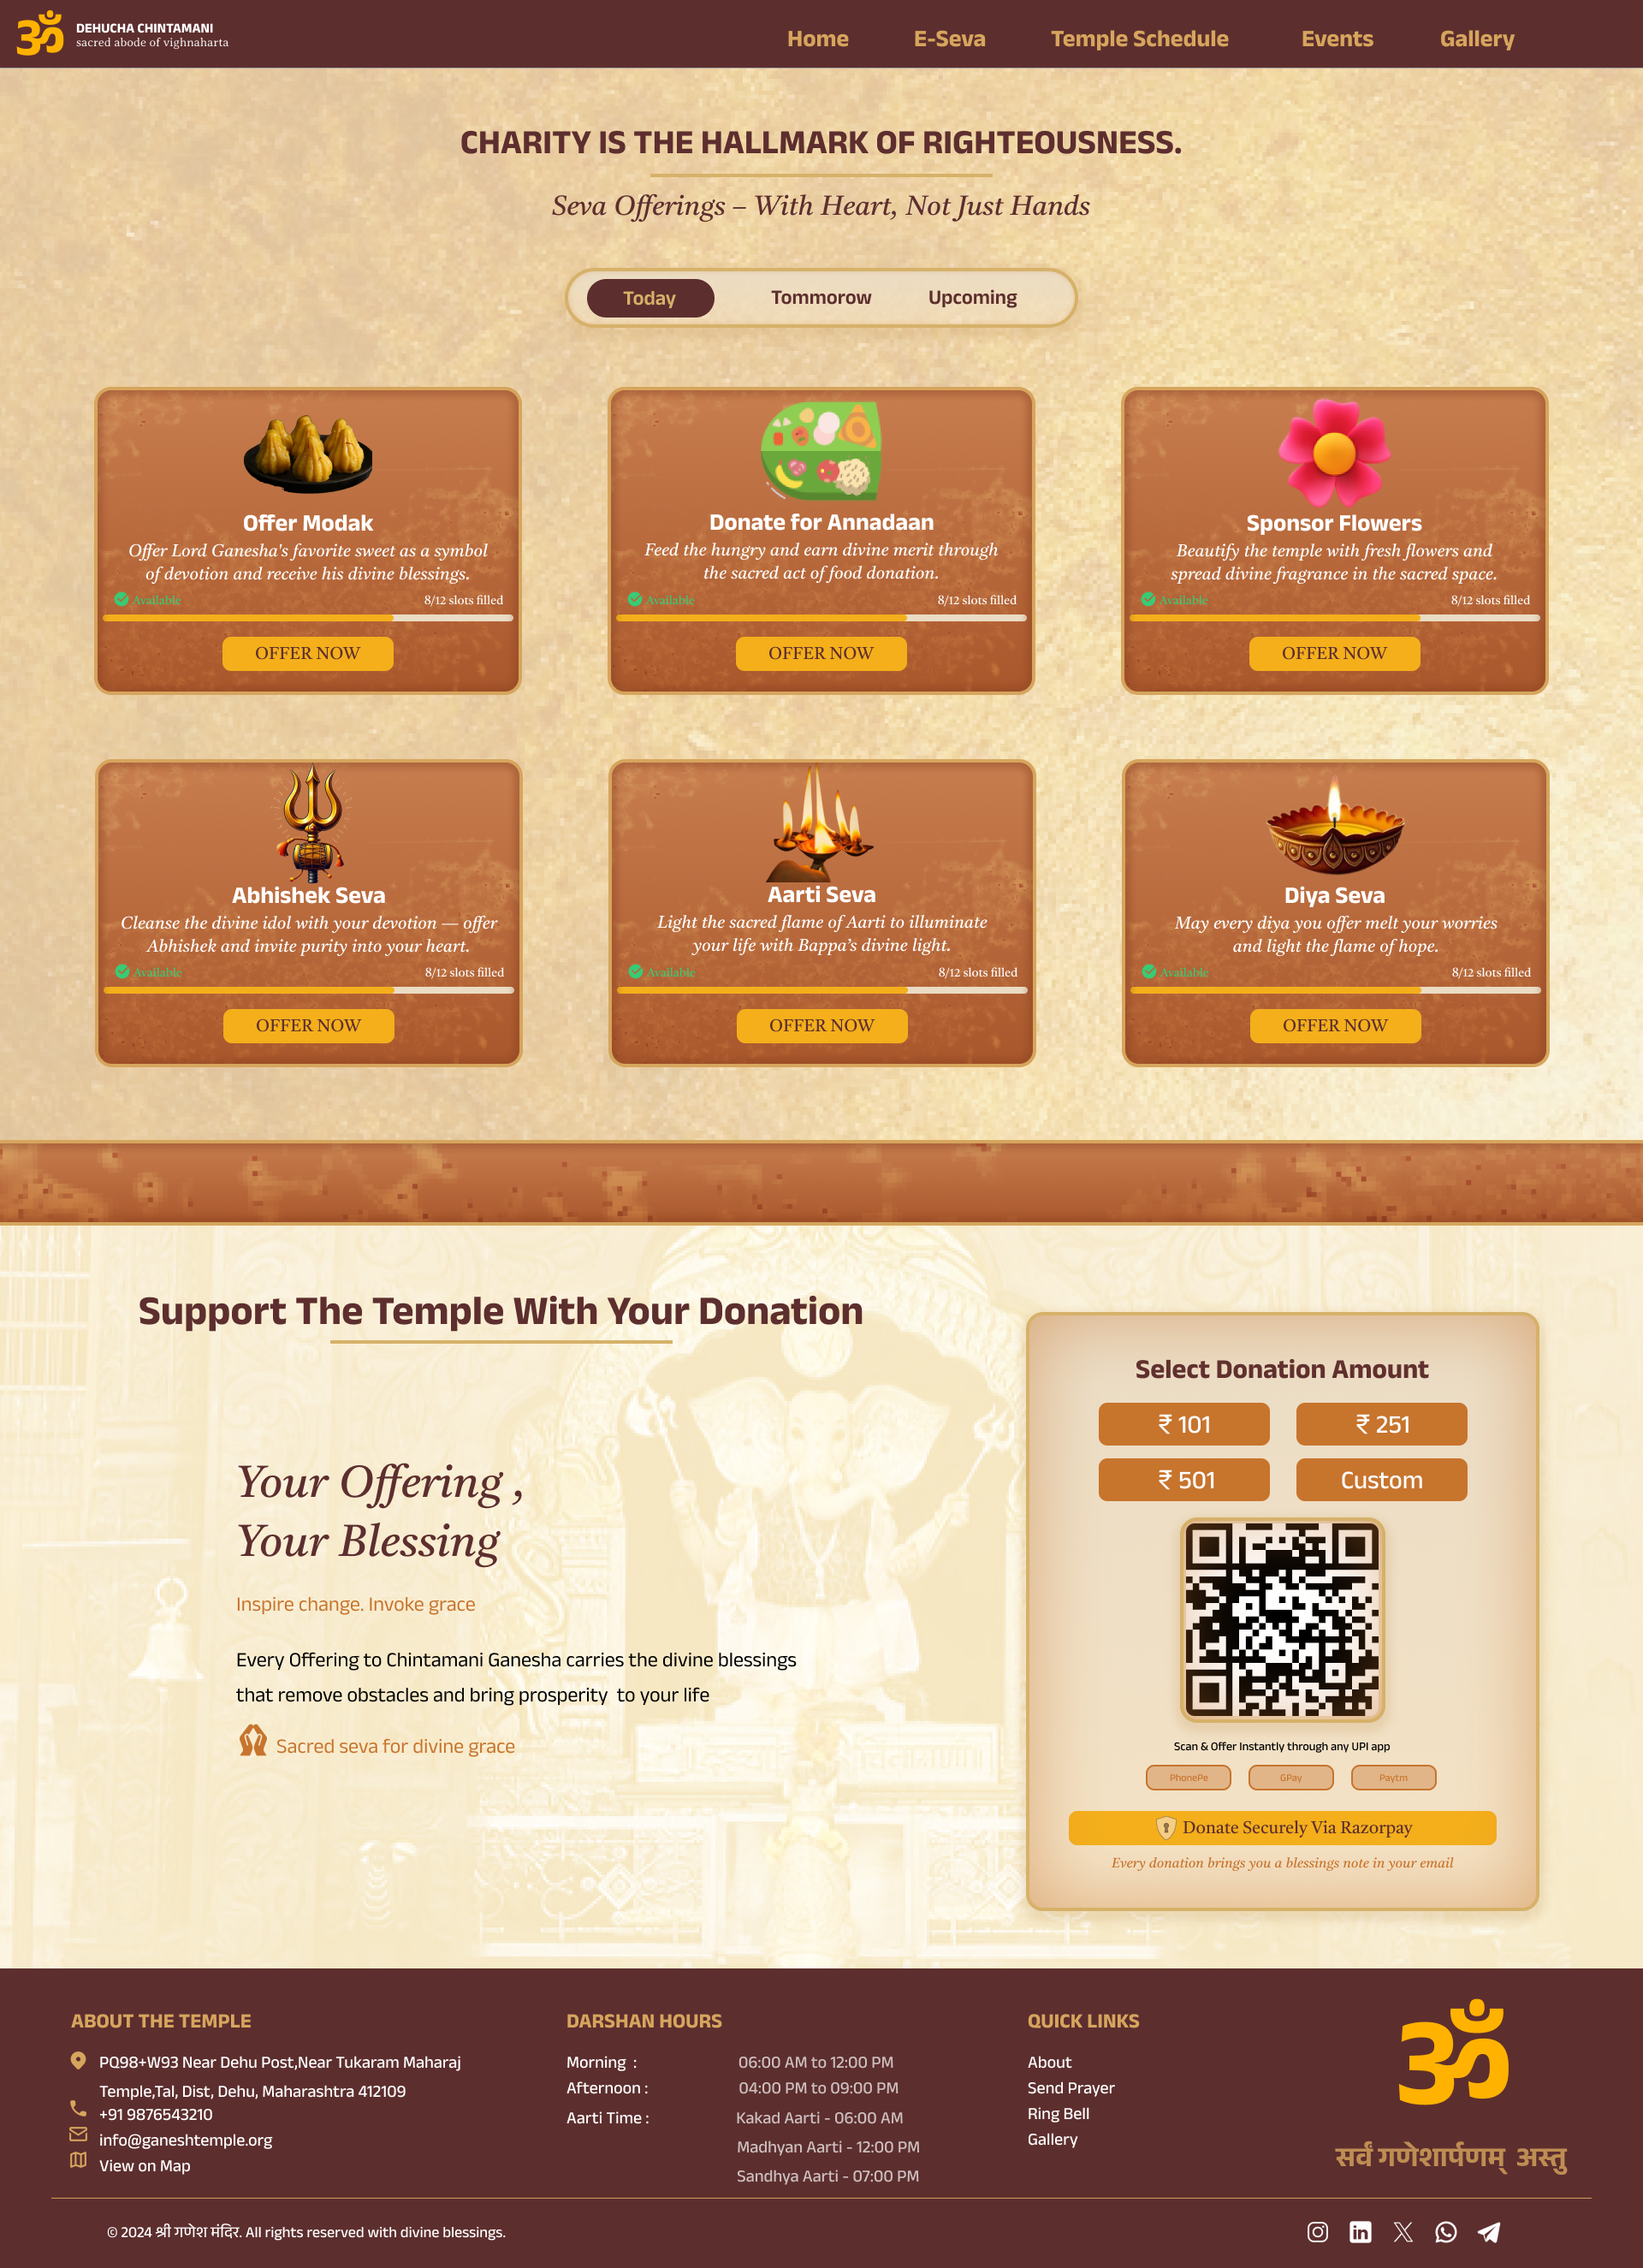 ॐ
DEHUCHA CHINTAMANI
sacred abode of vighnaharta
Home E-Seva Temple Schedule Events Gallery
CHARITY IS THE HALLMARK OF RIGHTEOUSNESS.
Seva Offerings – With Heart, Not Just Hands
Today Tommorow Upcoming
Offer Modak
Offer Lord Ganesha's favorite sweet as a symbol
of devotion and receive his divine blessings.
Available 8/12 slots filled
OFFER NOW
Donate for Annadaan
Feed the hungry and earn divine merit through
the sacred act of food donation.
Available 8/12 slots filled
OFFER NOW
Sponsor Flowers
Beautify the temple with fresh flowers and
spread divine fragrance in the sacred space.
Available 8/12 slots filled
OFFER NOW
Abhishek Seva
Cleanse the divine idol with your devotion — offer
Abhishek and invite purity into your heart.
Available 8/12 slots filled
OFFER NOW
Aarti Seva
Light the sacred flame of Aarti to illuminate
your life with Bappa's divine light.
Available 8/12 slots filled
OFFER NOW
Diya Seva
May every diya you offer melt your worries
and light the flame of hope.
Available 8/12 slots filled
OFFER NOW
Support The Temple With Your Donation
Your Offering ,
Your Blessing
Inspire change. Invoke grace
Every Offering to Chintamani Ganesha carries the divine blessings
that remove obstacles and bring prosperity to your life
Sacred seva for divine grace
Select Donation Amount
₹ 101 ₹ 251
₹ 501 Custom
Scan & Offer Instantly through any UPI app
PhonePe GPay Paytm
Donate Securely Via Razorpay
Every donation brings you a blessings note in your email
ABOUT THE TEMPLE
PQ98+W93 Near Dehu Post,Near Tukaram Maharaj
Temple,Tal, Dist, Dehu, Maharashtra 412109
+91 9876543210
info@ganeshtemple.org
View on Map
DARSHAN HOURS
Morning : 06:00 AM to 12:00 PM
Afternoon : 04:00 PM to 09:00 PM
Aarti Time : Kakad Aarti - 06:00 AM
Madhyan Aarti - 12:00 PM
Sandhya Aarti - 07:00 PM
QUICK LINKS
About
Send Prayer
Ring Bell
Gallery
ॐ
सर्वं गणेशार्पणम् अस्तु
© 2024 श्री गणेश मंदिर. All rights reserved with divine blessings.